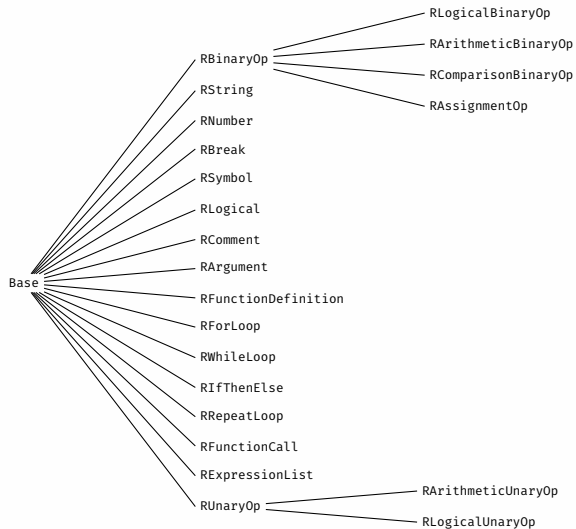 RLogicalBinaryOp
RArithmeticBinaryOp
RBinaryOp
RComparisonBinaryOp
RString
RAssignmentOp
RNumber
RBreak
RSymbol
RLogical
RComment
RArgument
Base
RFunctionDefinition
RForLoop
RWhileLoop
RIfThenElse
RRepeatLoop
RFunctionCall
RExpressionList
RArithmeticUnaryOp
RUnaryOp
RLogicalUnaryOp